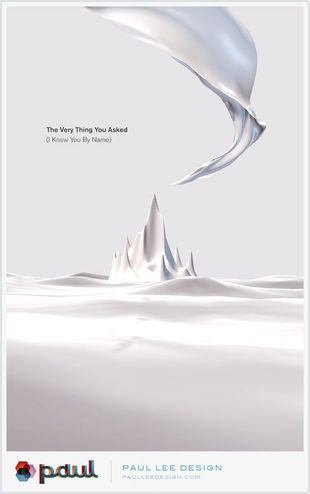 The Very Thing You Asked
(I Know You By Name)
paul
PAUL LEE DESIGN
PAULLEEDESIGN.COM